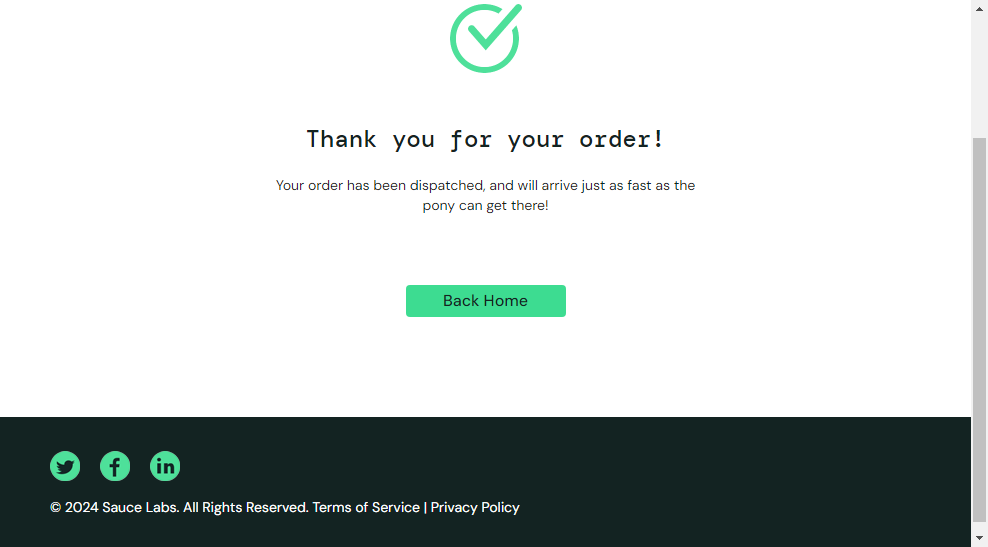 Thank you for your order!
Your order has been dispatched, and will arrive just as fast as the
pony can get there!
Back Home
© 2024 Sauce Labs. All Rights Reserved. Terms of Service | Privacy Policy